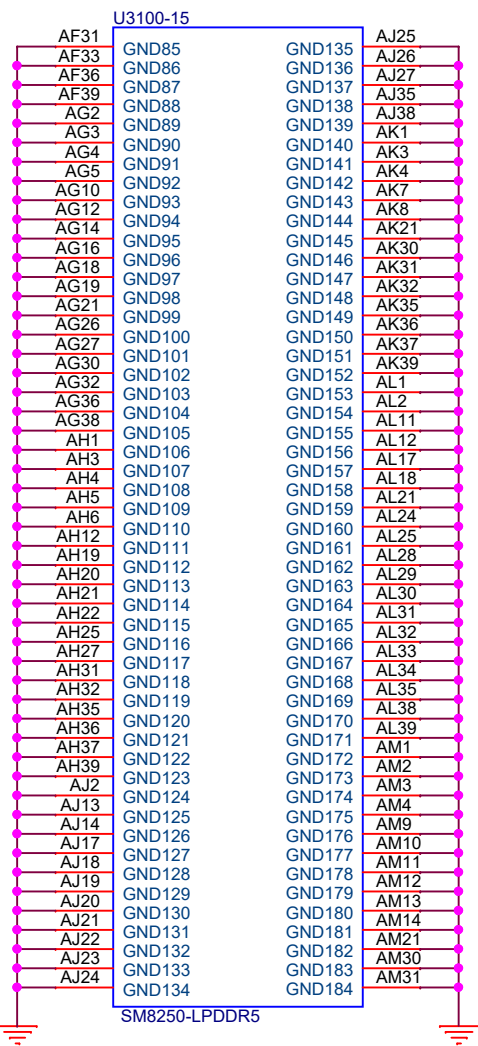 U3100-15
AF31 GND85 GND135 AJ25
AF33 GND86 GND136 AJ26
AF36 GND87 GND137 AJ27
AF39 GND88 GND138 AJ35
AG2 GND89 GND139 AJ38
AG3 GND90 GND140 AK1
AG4 GND91 GND141 AK3
AG5 GND92 GND142 AK4
AG10 GND93 GND143 AK7
AG12 GND94 GND144 AK8
AG14 GND95 GND145 AK21
AG16 GND96 GND146 AK30
AG18 GND97 GND147 AK31
AG19 GND98 GND148 AK32
AG21 GND99 GND149 AK35
AG26 GND100 GND150 AK36
AG27 GND101 GND151 AK37
AG30 GND102 GND152 AK39
AG32 GND103 GND153 AL1
AG36 GND104 GND154 AL2
AG38 GND105 GND155 AL11
AH1 GND106 GND156 AL12
AH3 GND107 GND157 AL17
AH4 GND108 GND158 AL18
AH5 GND109 GND159 AL21
AH6 GND110 GND160 AL24
AH12 GND111 GND161 AL25
AH19 GND112 GND162 AL28
AH20 GND113 GND163 AL29
AH21 GND114 GND164 AL30
AH22 GND115 GND165 AL31
AH25 GND116 GND166 AL32
AH27 GND117 GND167 AL33
AH31 GND118 GND168 AL34
AH32 GND119 GND169 AL35
AH35 GND120 GND170 AL38
AH36 GND121 GND171 AL39
AH37 GND122 GND172 AM1
AH39 GND123 GND173 AM2
AJ2 GND124 GND174 AM3
AJ13 GND125 GND175 AM4
AJ14 GND126 GND176 AM9
AJ17 GND127 GND177 AM10
AJ18 GND128 GND178 AM11
AJ19 GND129 GND179 AM12
AJ20 GND130 GND180 AM13
AJ21 GND131 GND181 AM14
AJ22 GND132 GND182 AM21
AJ23 GND133 GND183 AM30
AJ24 GND134 GND184 AM31
SM8250-LPDDR5